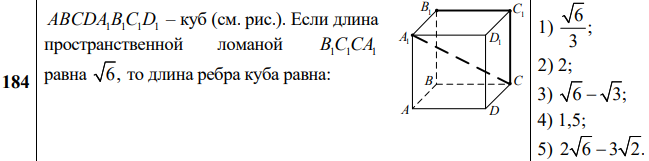 184
ABCDA₁B₁C₁D₁ – куб (см. рис.). Если длина
пространственной ломаной B₁C₁CA₁
равна √6, то длина ребра куба равна:
B₁
C₁
A₁
D₁
B
C
A
D
1) √6/3;
2) 2;
3) √6 – √3;
4) 1,5;
5) 2√6 – 3√2.